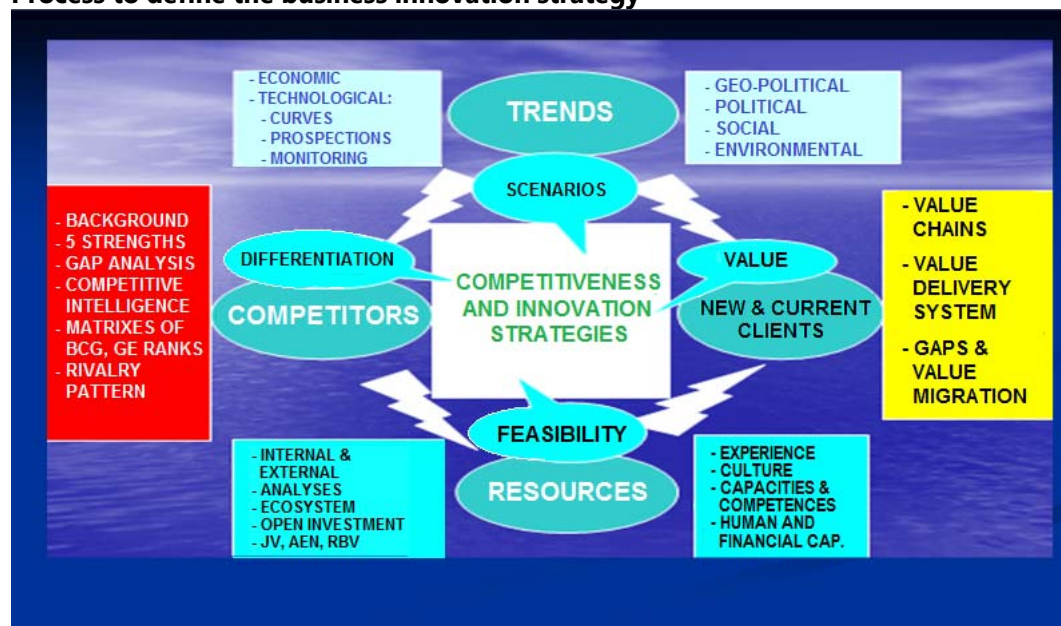 Process to define the business innovation strategy
- ECONOMIC
- TECHNOLOGICAL:
- CURVES
- PROSPECTIONS
- MONITORING
TRENDS
- GEO-POLITICAL
- POLITICAL
- SOCIAL
- ENVIRONMENTAL
SCENARIOS
- BACKGROUND
- 5 STRENGTHS
- GAP ANALYSIS
- COMPETITIVE
INTELLIGENCE
- MATRIXES OF
BCG, GE RANKS
- RIVALRY
PATTERN
DIFFERENTIATION
COMPETITORS
COMPETITIVENESS
AND INNOVATION
STRATEGIES
VALUE
NEW & CURRENT
CLIENTS
- VALUE
CHAINS
- VALUE
DELIVERY
SYSTEM
- GAPS &
VALUE
MIGRATION
FEASIBILITY
RESOURCES
- INTERNAL &
EXTERNAL
- ANALYSES
- ECOSYSTEM
- OPEN INVESTMENT
- JV, AEN, RBV
- EXPERIENCE
- CULTURE
- CAPACITIES &
COMPETENCES
- HUMAN AND
FINANCIAL CAP.